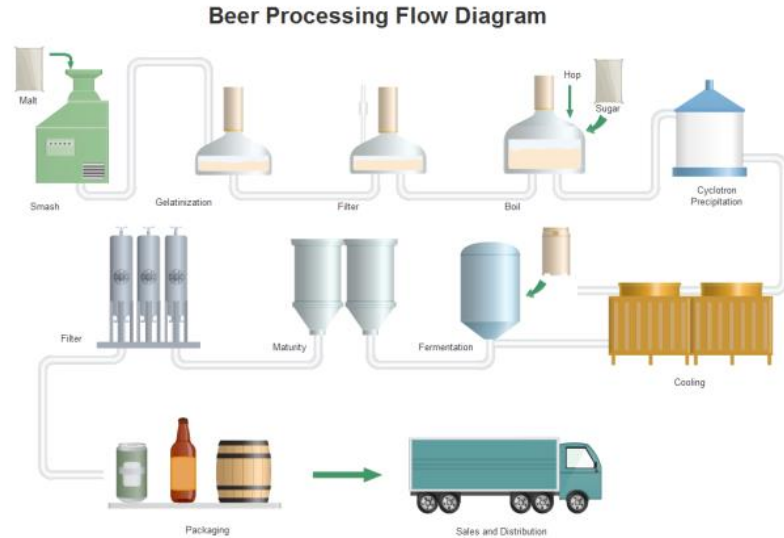 Beer Processing Flow Diagram
Malt
Hop
Sugar
Smash
Gelatinization
Filter
Boil
Cyclotron
Precipitation
Filter
Maturity
Fermentation
Cooling
Packaging
Sales and Distribution